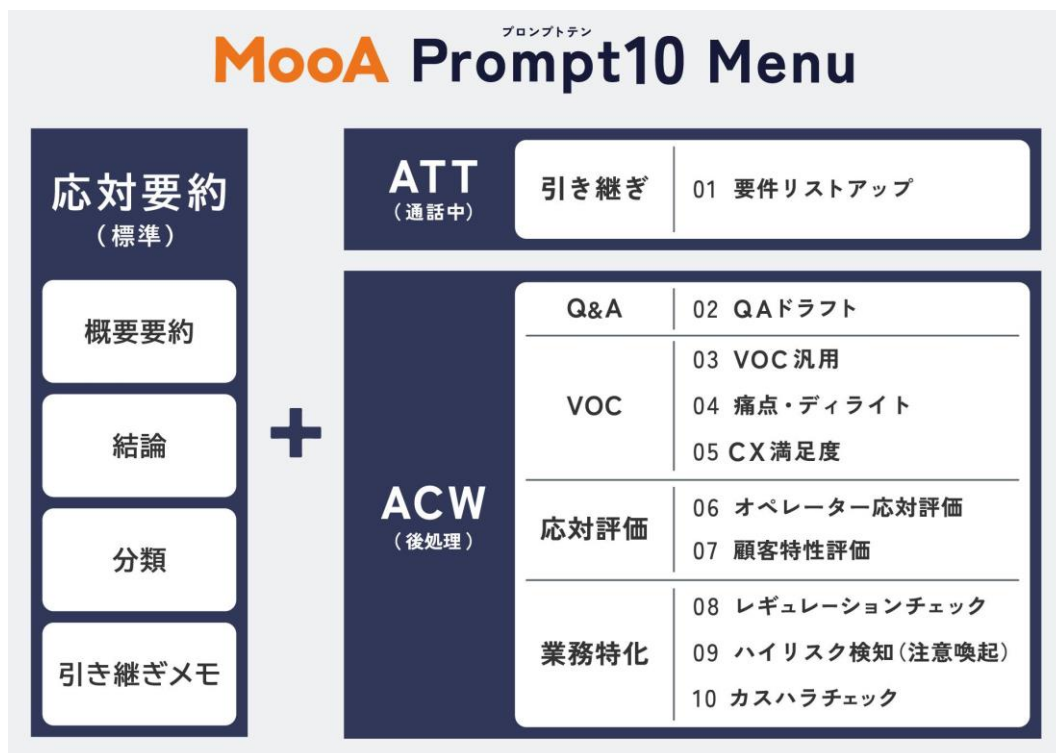 プロンプトテン
MooA Prompt10 Menu
応対要約
(標準)
概要要約
結論
分類
引き継ぎメモ
+
ATT
(通話中)
引き継ぎ
01 要件リストアップ
ACW
(後処理)
Q&A
02 QAドラフト
VOC
03 VOC汎用
04 痛点・ディライト
05 CX満足度
応対評価
06 オペレーター応対評価
07 顧客特性評価
業務特化
08 レギュレーションチェック
09 ハイリスク検知(注意喚起)
10 カスハラチェック